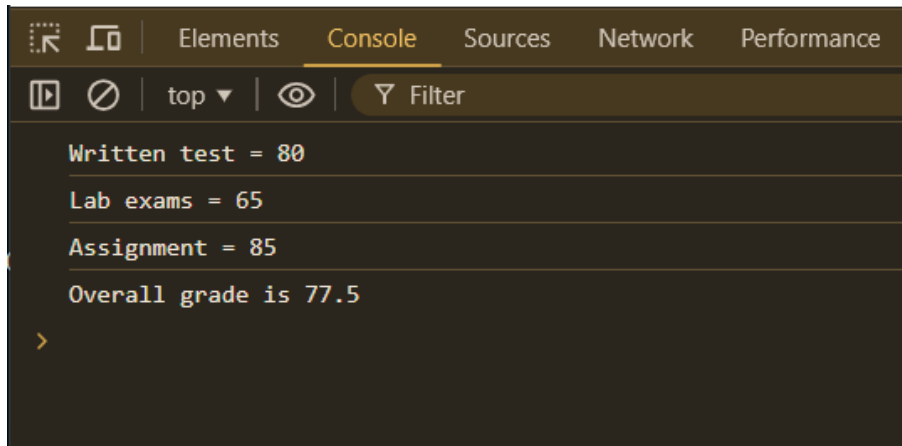 Elements Console Sources Network Performance
top ▼ Filter
Written test = 80
Lab exams = 65
Assignment = 85
Overall grade is 77.5
>